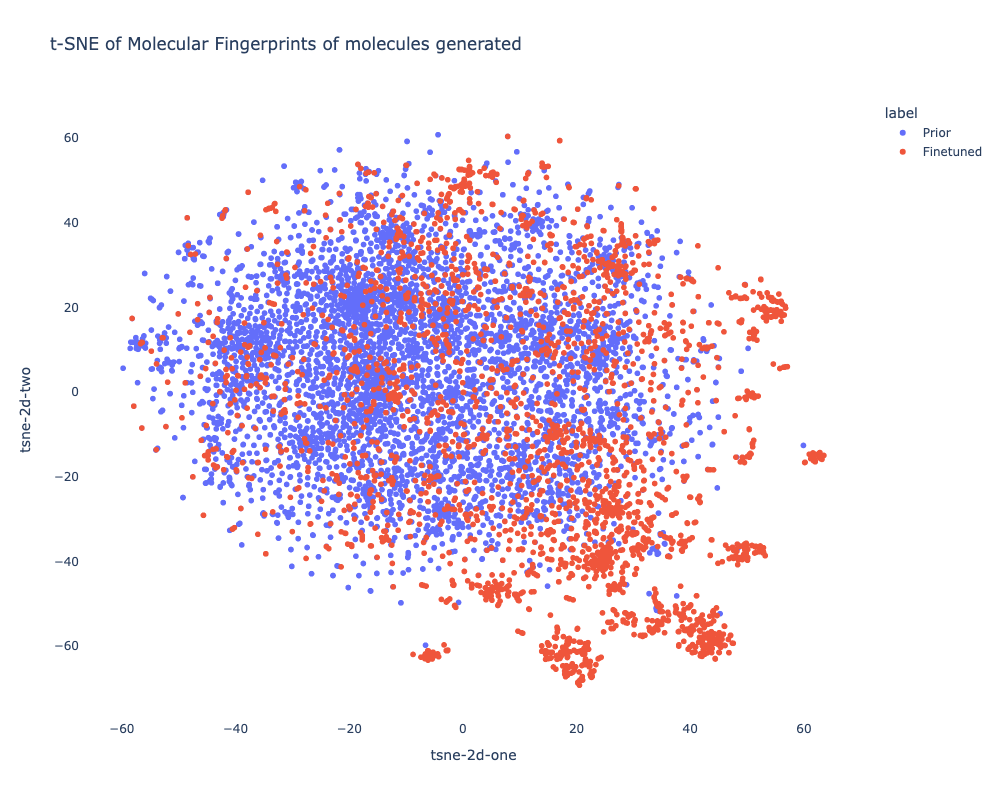 t-SNE of Molecular Fingerprints of molecules generated
label
Prior
Finetuned
60
40
20
0
−20
−40
−60
tsne-2d-two
−60
−40
−20
0
20
40
60
tsne-2d-one